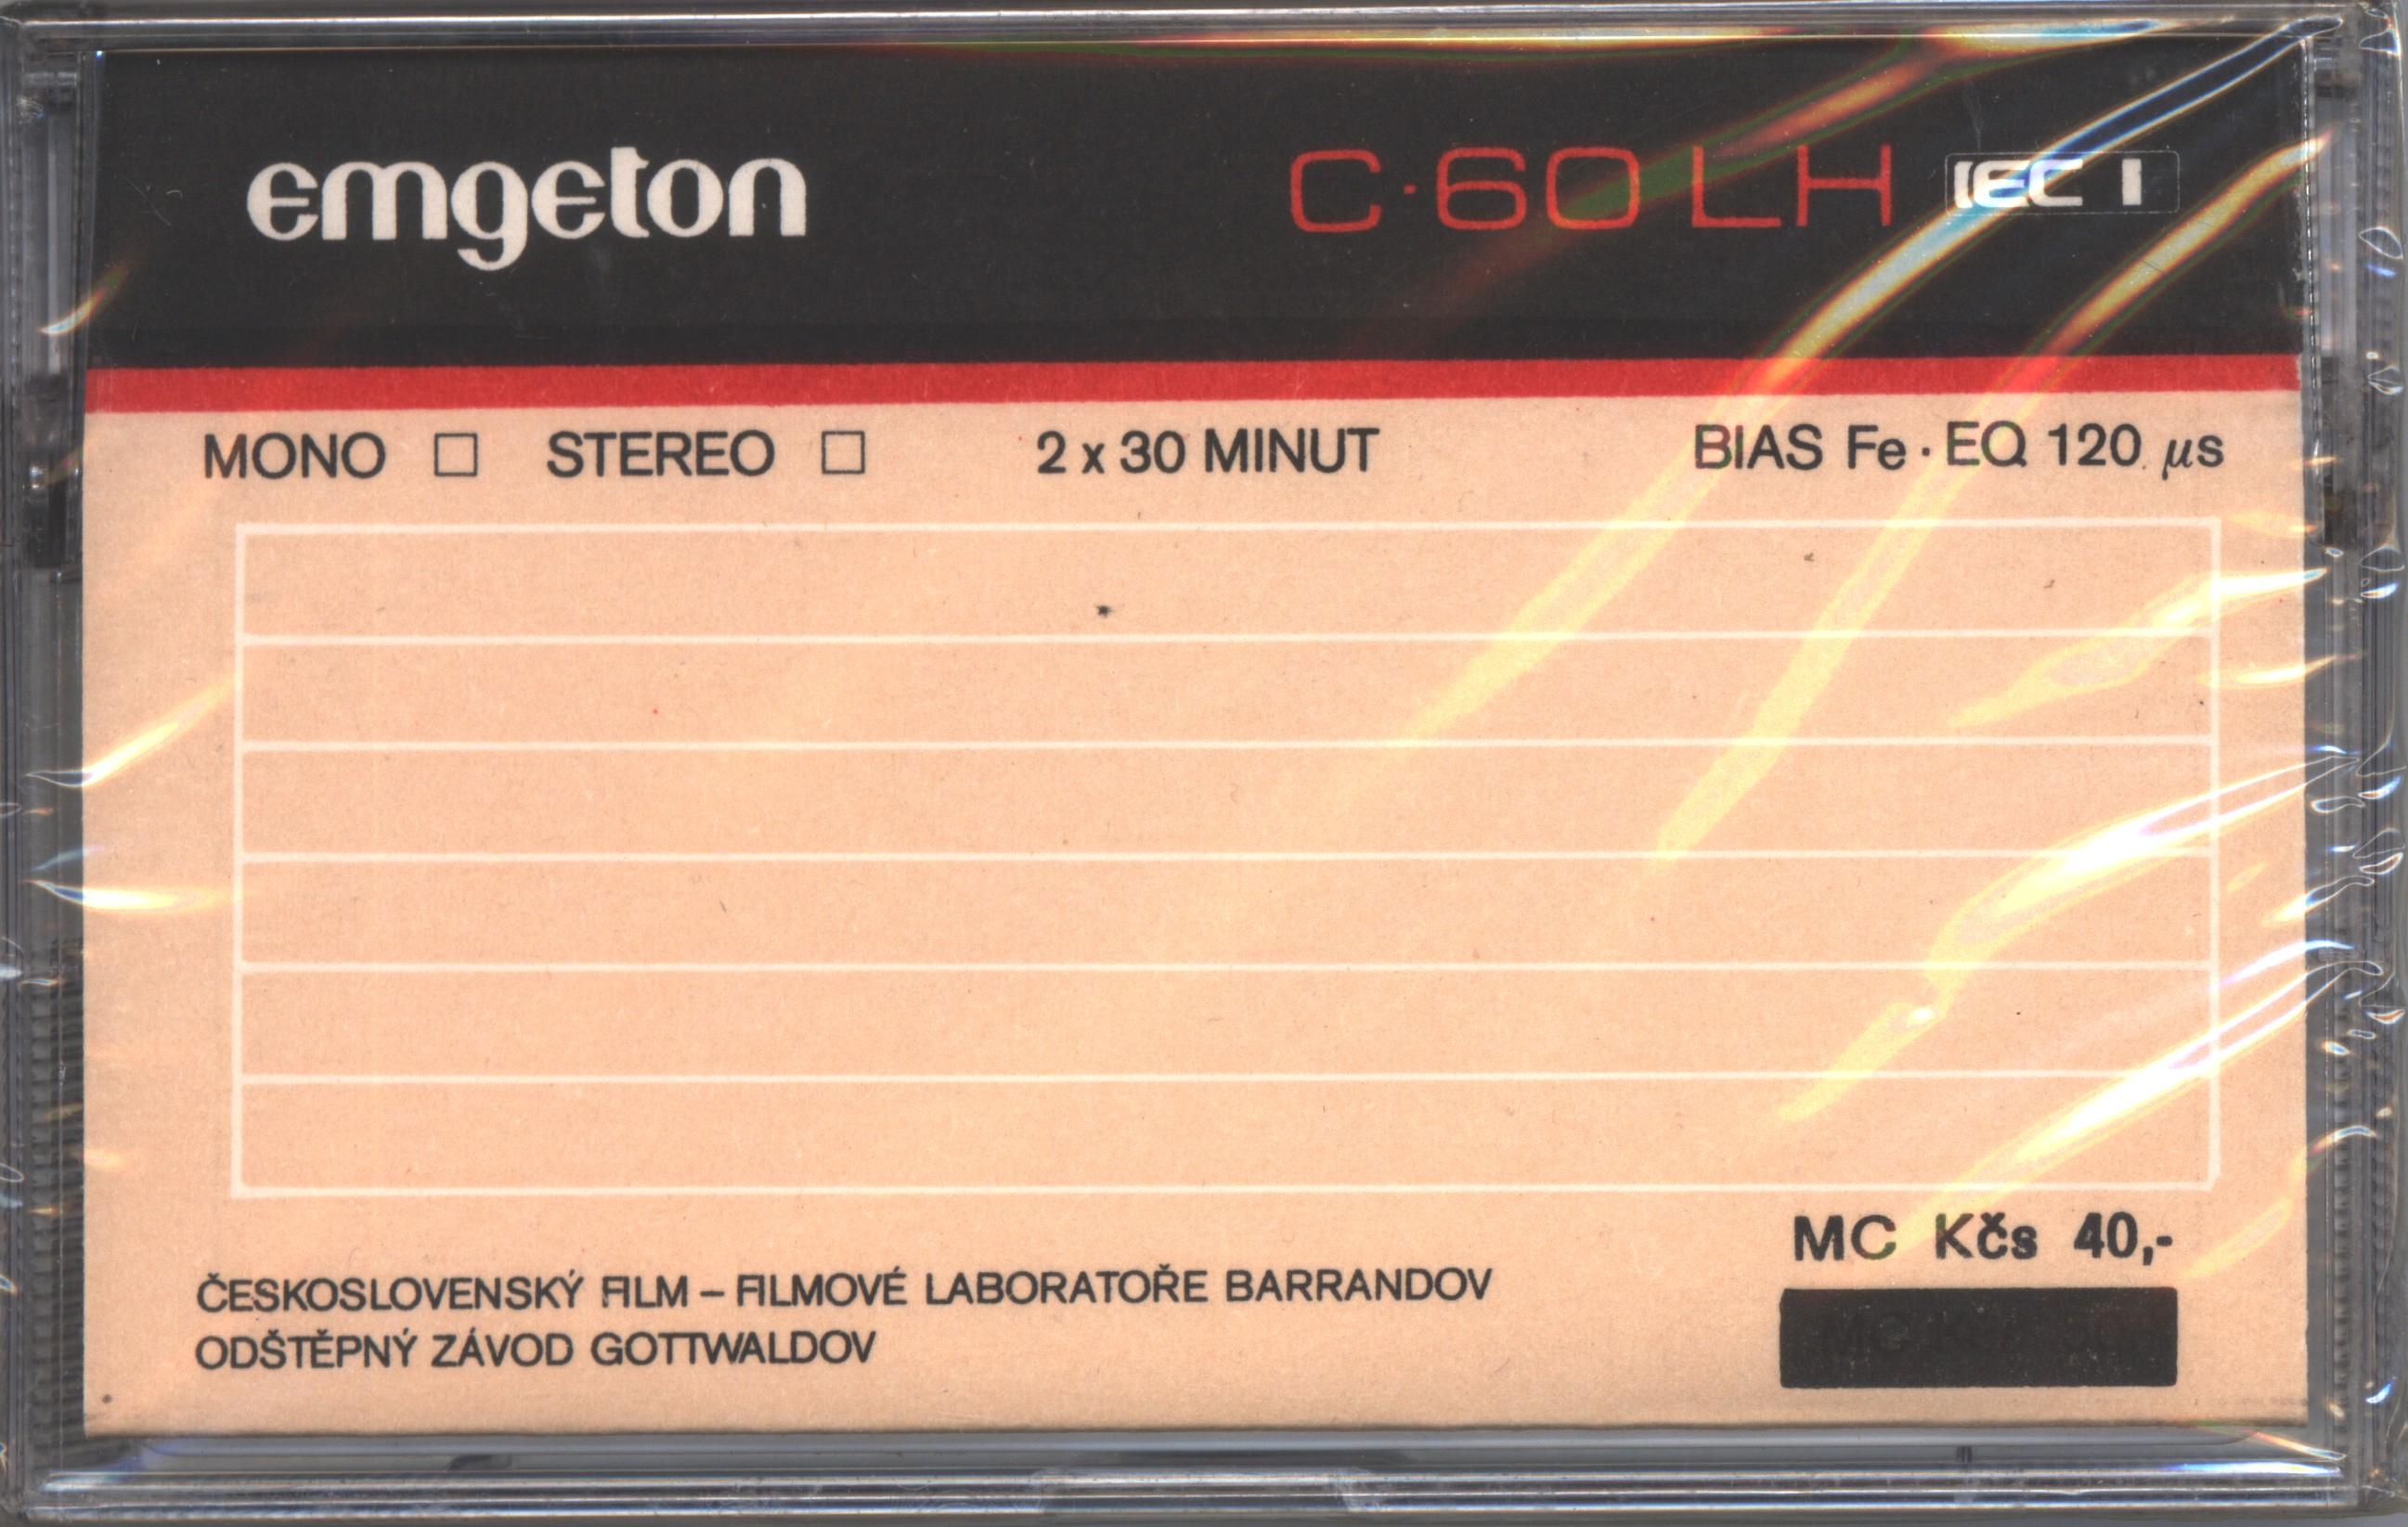 emgeton C·60 LH IEC I
MONO □ STEREO □ 2 x 30 MINUT BIAS Fe · EQ 120 µs
MC Kčs 40,-
ČESKOSLOVENSKÝ FILM – FILMOVÉ LABORATOŘE BARRANDOV
ODŠTĚPNÝ ZÁVOD GOTTWALDOV